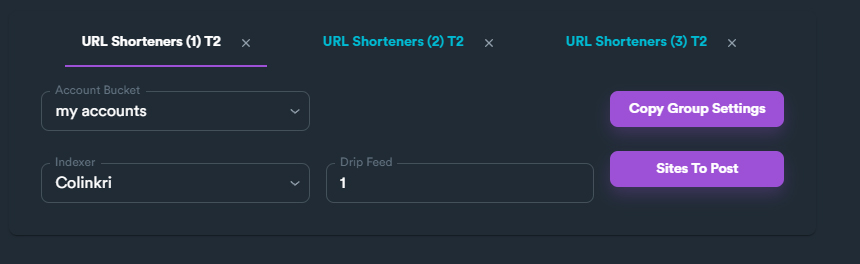 URL Shorteners (1) T2 × URL Shorteners (2) T2 × URL Shorteners (3) T2 ×
Account Bucket
my accounts
Copy Group Settings
Indexer
Colinkri
Drip Feed
1
Sites To Post